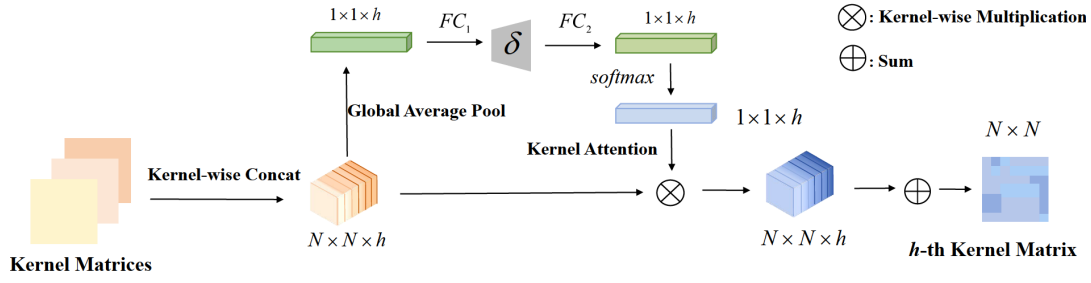 1×1×h
FC₁
δ
FC₂
1×1×h
: Kernel-wise Multiplication
: Sum
softmax
Global Average Pool
1×1×h
N×N
Kernel Attention
Kernel-wise Concat
N×N×h
N×N×h
Kernel Matrices
h-th Kernel Matrix